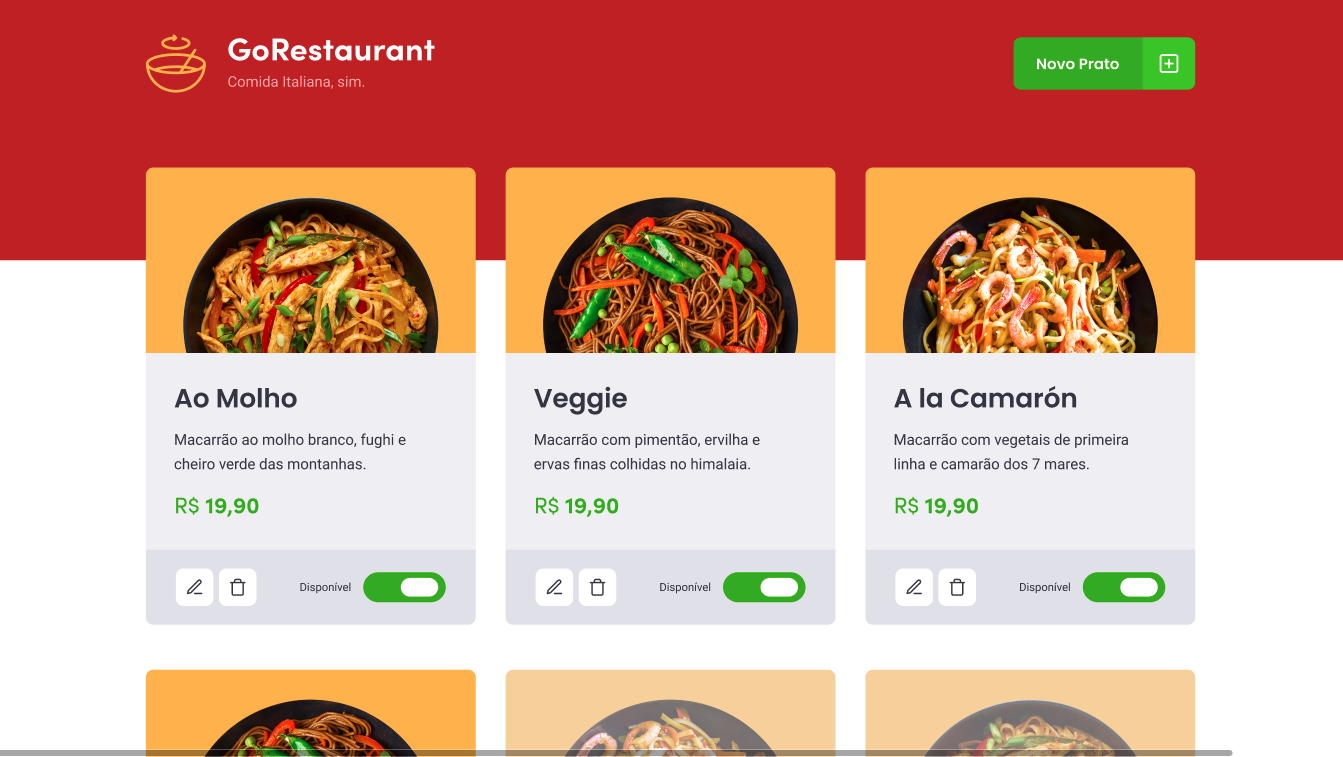 GoRestaurant
Comida Italiana, sim.
Novo Prato
Ao Molho
Macarrão ao molho branco, fughi e
cheiro verde das montanhas.
R$ 19,90
Disponível
Veggie
Macarrão com pimentão, ervilha e
ervas finas colhidas no himalaia.
R$ 19,90
Disponível
A la Camarón
Macarrão com vegetais de primeira
linha e camarão dos 7 mares.
R$ 19,90
Disponível